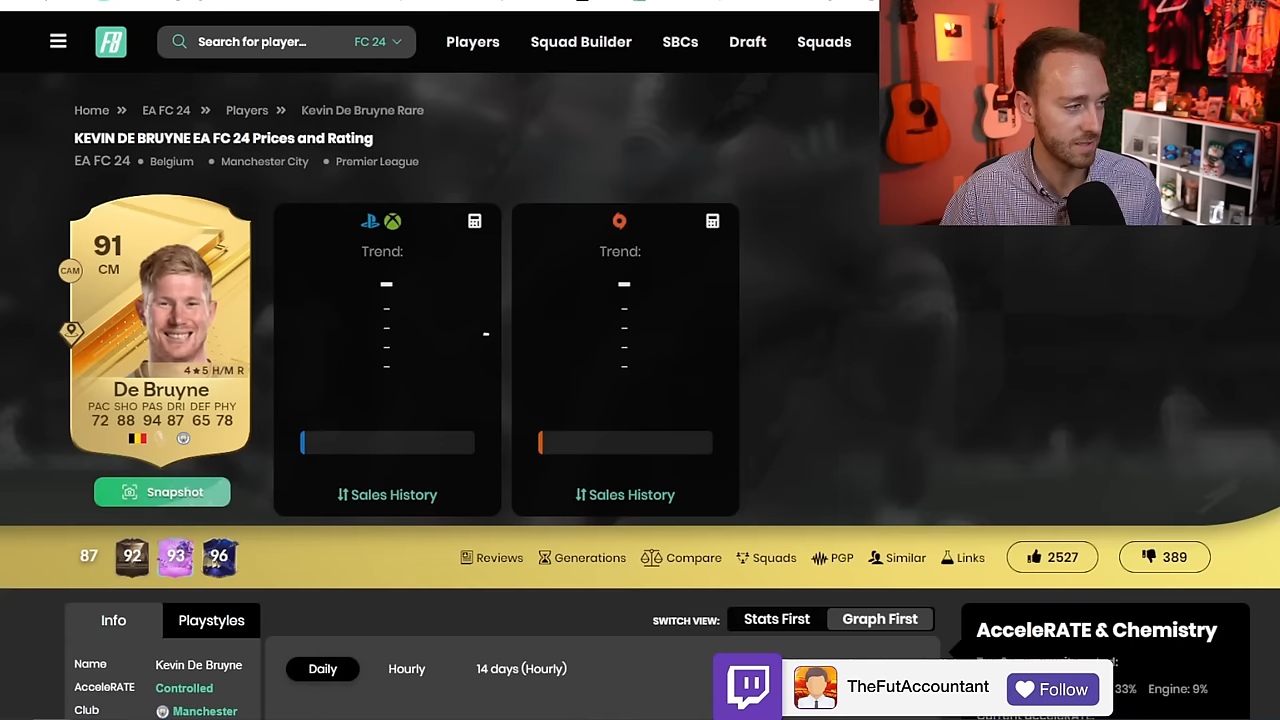 FB
Search for player...
FC 24
Players
Squad Builder
SBCs
Draft
Squads
Home » EA FC 24 » Players » Kevin De Bruyne Rare
KEVIN DE BRUYNE EA FC 24 Prices and Rating
EA FC 24 • Belgium • Manchester City • Premier League
91
CM
CAM
4★5 H/M R
De Bruyne
PAC SHO PAS DRI DEF PHY
72 88 94 87 65 78
Snapshot
Trend:
Sales History
Trend:
Sales History
87
92
93
96
Reviews
Generations
Compare
Squads
PGP
Similar
Links
2527
389
Info
Playstyles
SWITCH VIEW:
Stats First
Graph First
Name Kevin De Bruyne
AcceleRATE Controlled
Club Manchester
Daily
Hourly
14 days (Hourly)
AcceleRATE & Chemistry
33% Engine: 9%
TheFutAccountant
Follow